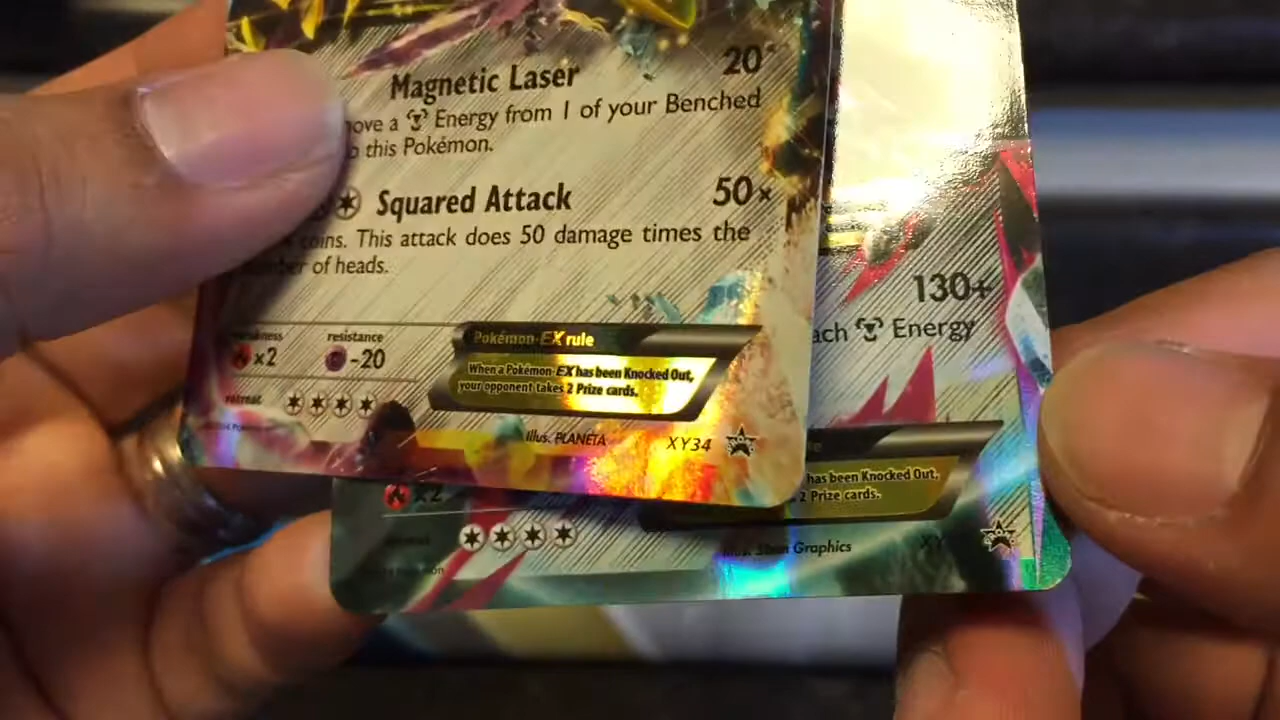 Magnetic Laser 20
ove a Energy from 1 of your Benched
this Pokémon.
Squared Attack 50×
coins. This attack does 50 damage times the
of heads.
resistance
×2 -20
retreat
Pokémon-EX rule
When a Pokémon-EX has been Knocked Out,
your opponent takes 2 Prize cards.
Illus. PLANETA XY34
130+
ach Energy
has been Knocked Out,
2 Prize cards.
×2
Graphics XY